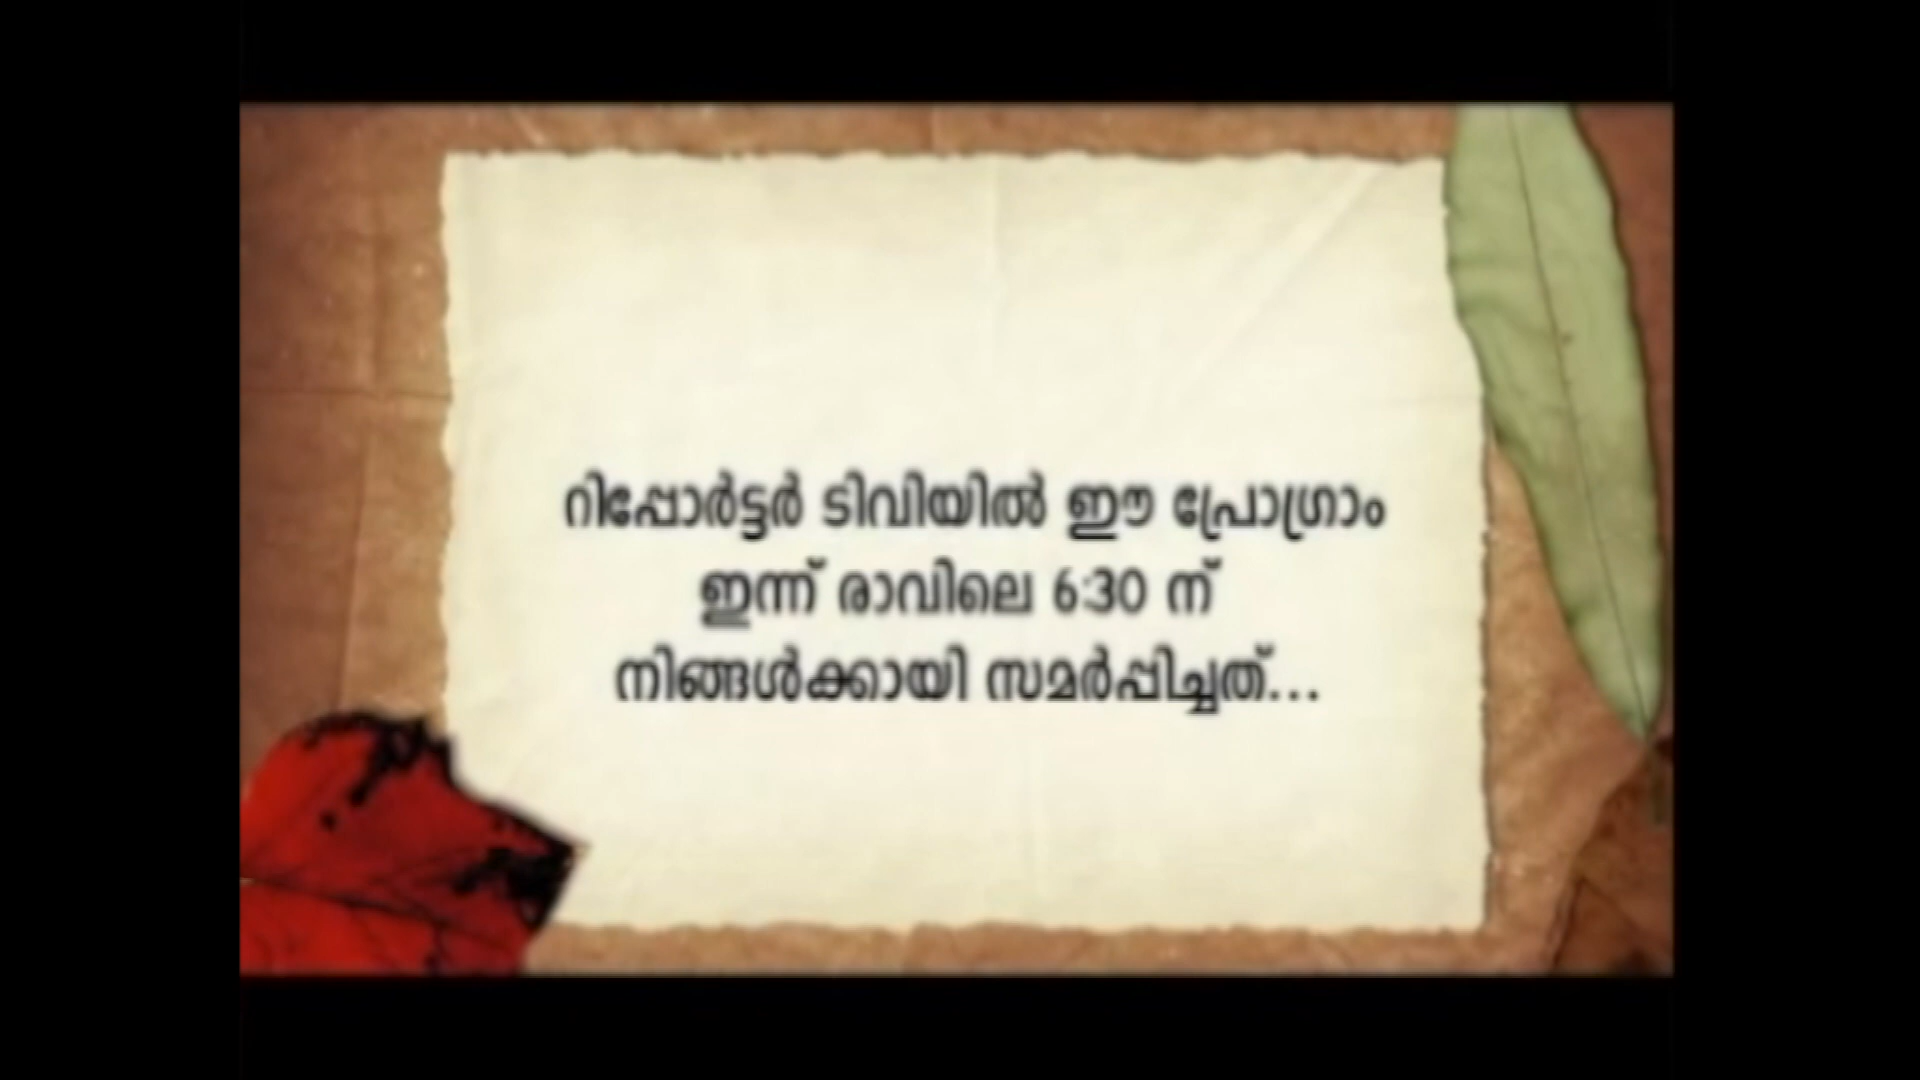 റിപ്പോർട്ടർ ടിവിയിൽ ഈ പ്രോഗ്രാം
ഇന്ന് രാവിലെ 6:30 ന്
നിങ്ങൾക്കായി സമർപ്പിച്ചത്...